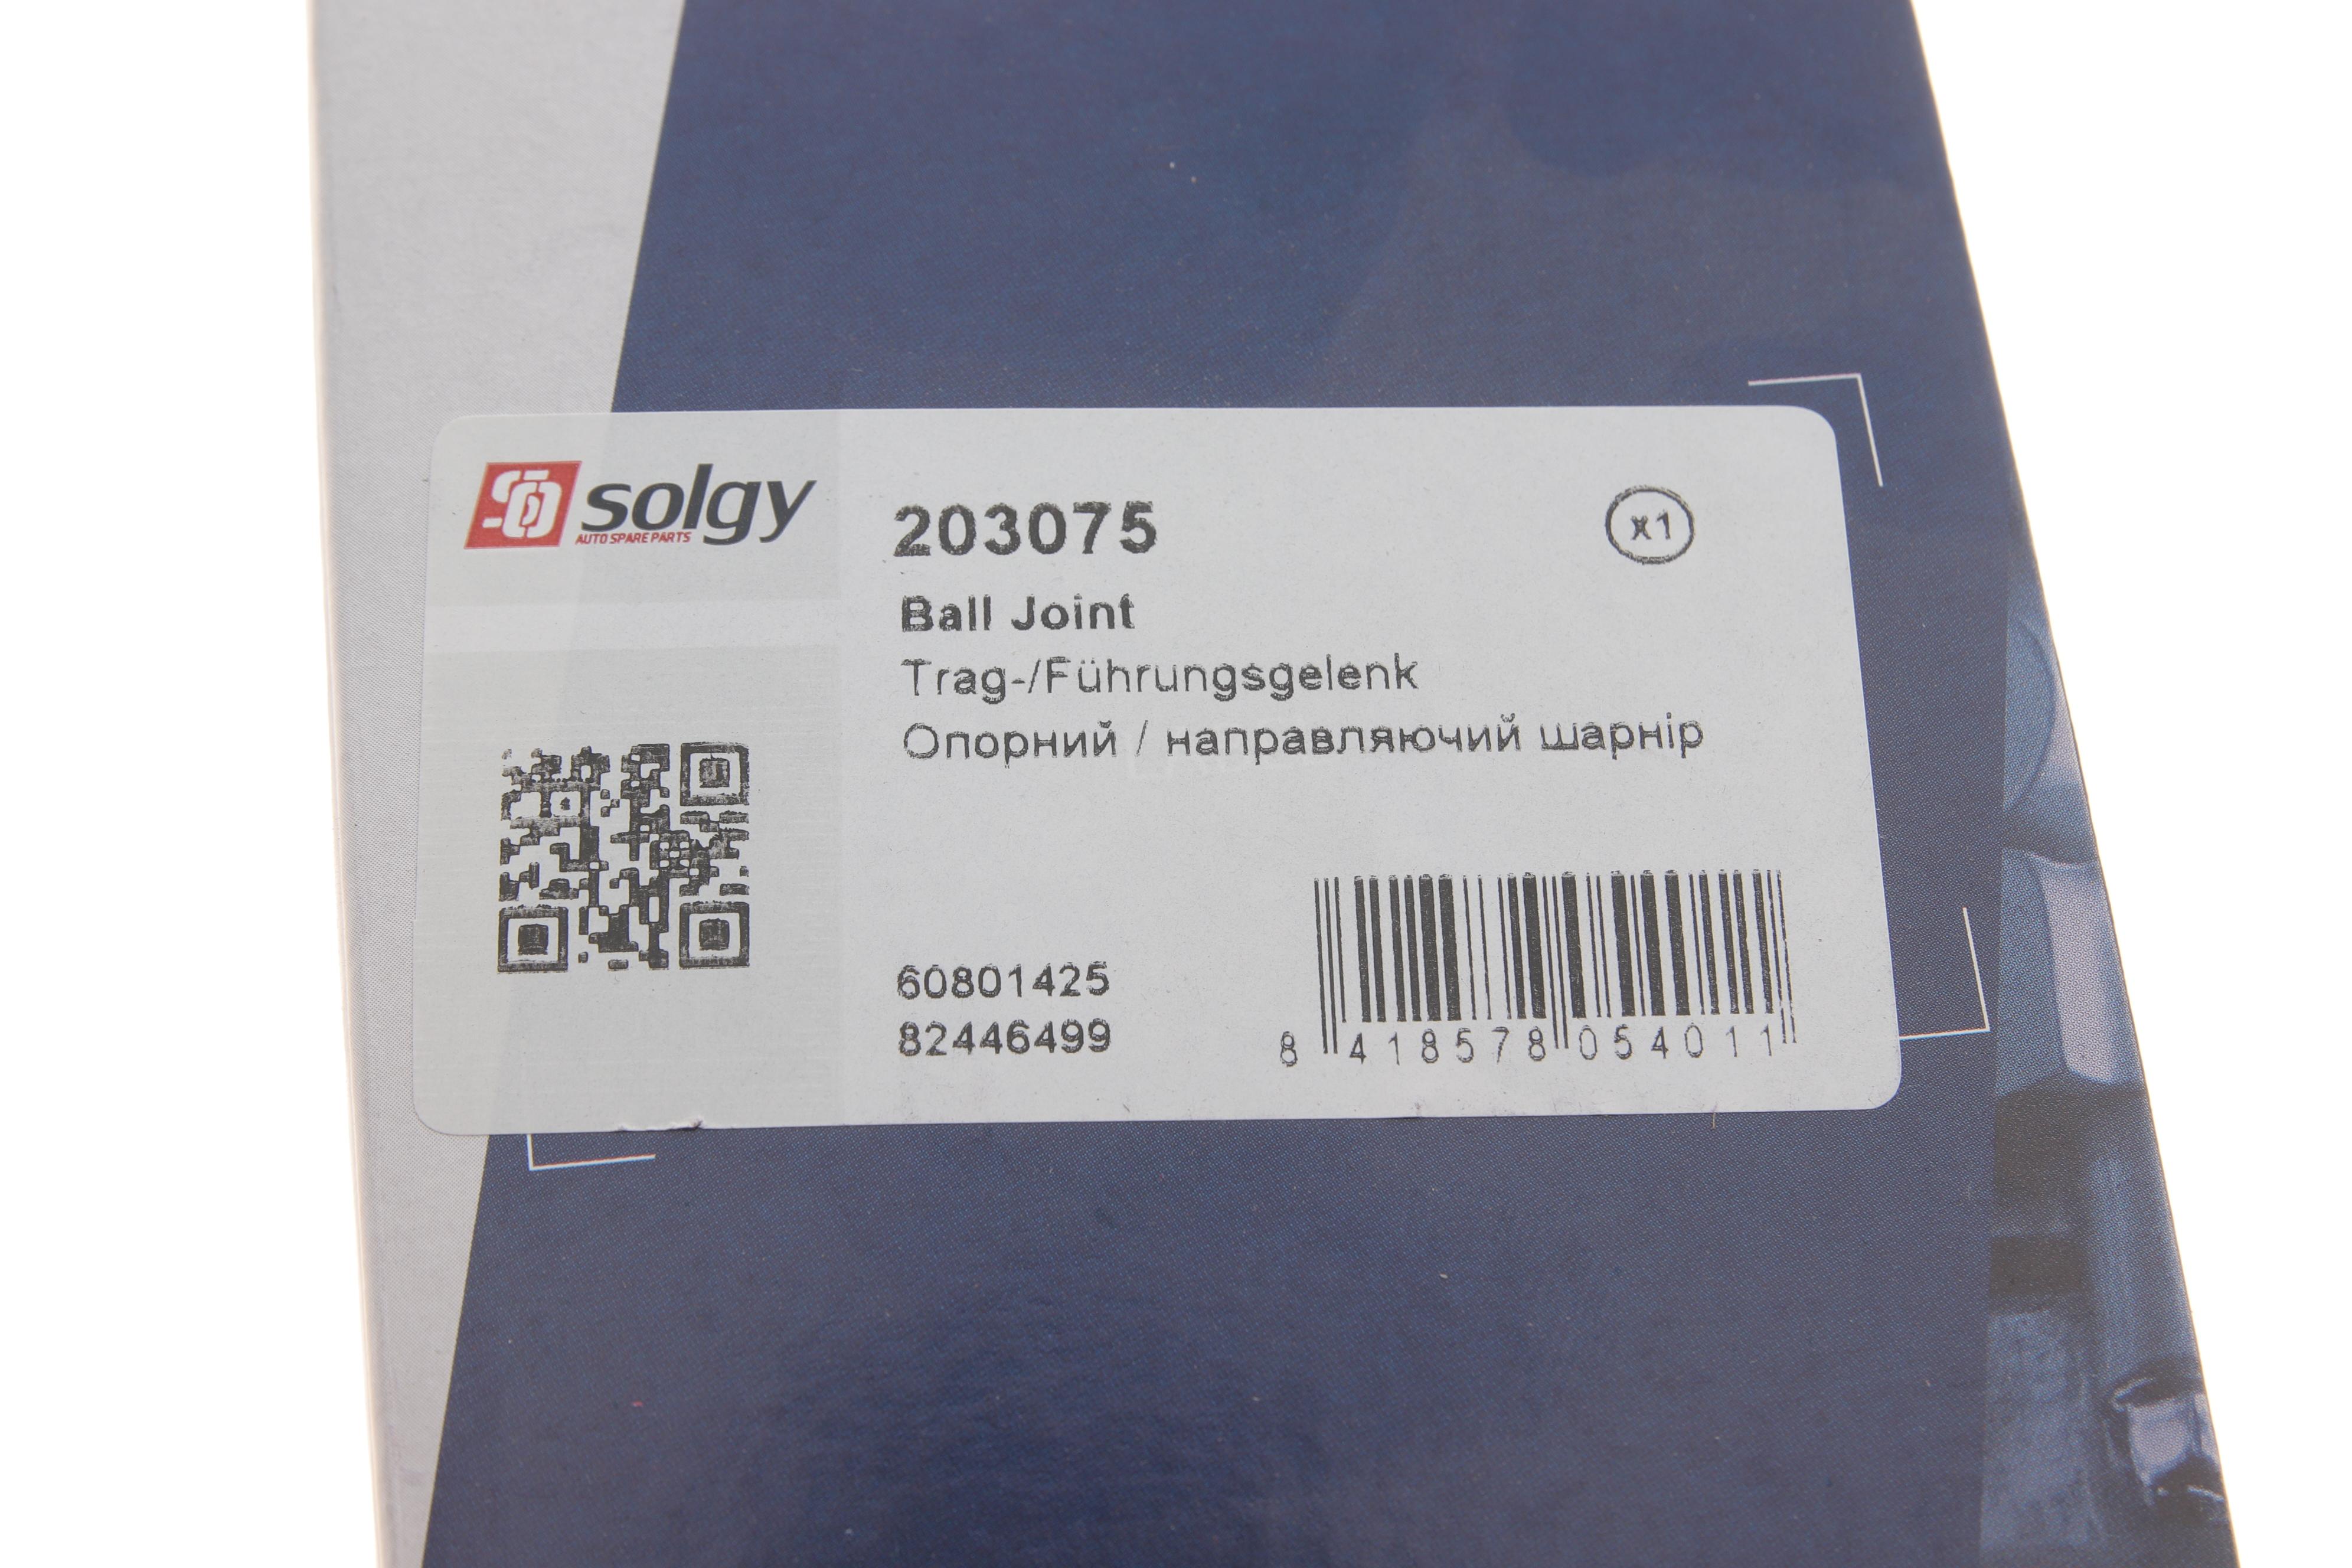 solgy
AUTO SPARE PARTS
203075
x1
Ball Joint
Trag-/Führungsgelenk
Опорний / направляючий шарнір
60801425
82446499
8 418578 054011